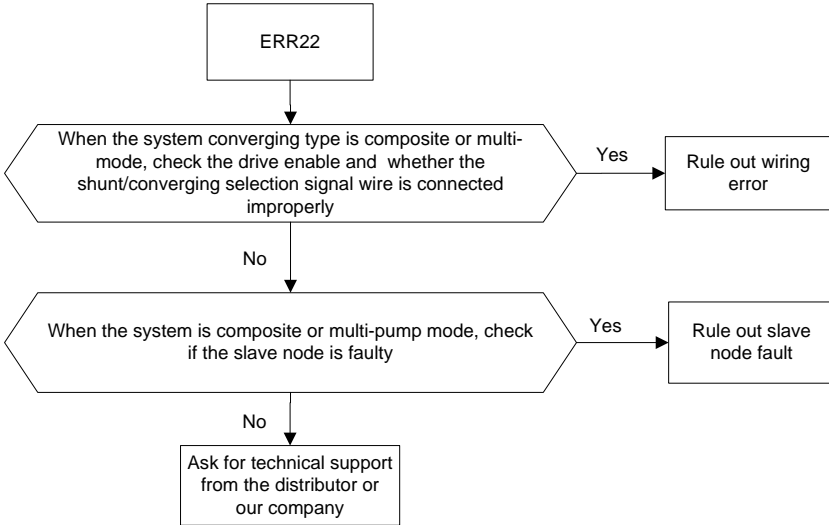 ERR22
When the system converging type is composite or multi-
mode, check the drive enable and whether the
shunt/converging selection signal wire is connected
improperly
Yes
Rule out wiring
error
No
When the system is composite or multi-pump mode, check
if the slave node is faulty
Yes
Rule out slave
node fault
No
Ask for technical support
from the distributor or
our company